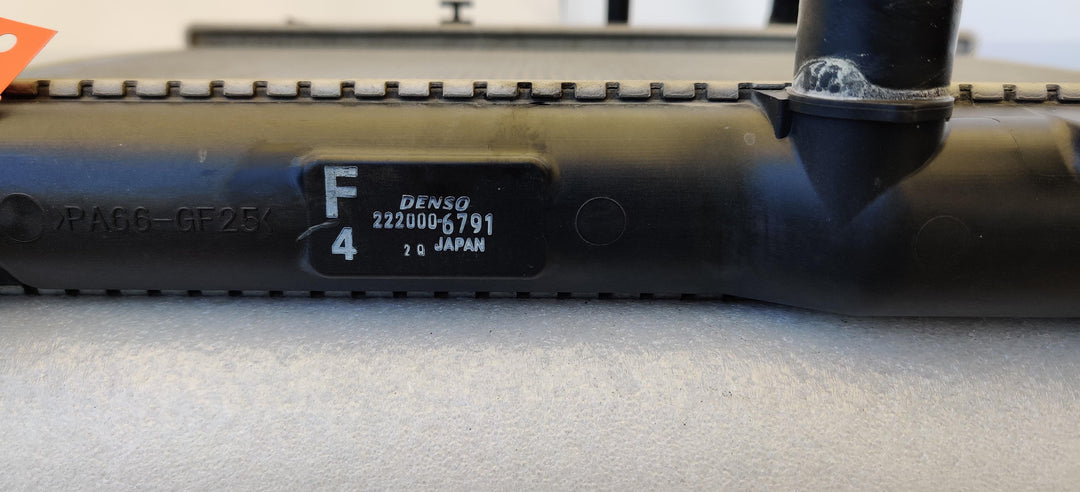 >PA66-GF25<
F
4
DENSO
222000-6791
2Q JAPAN